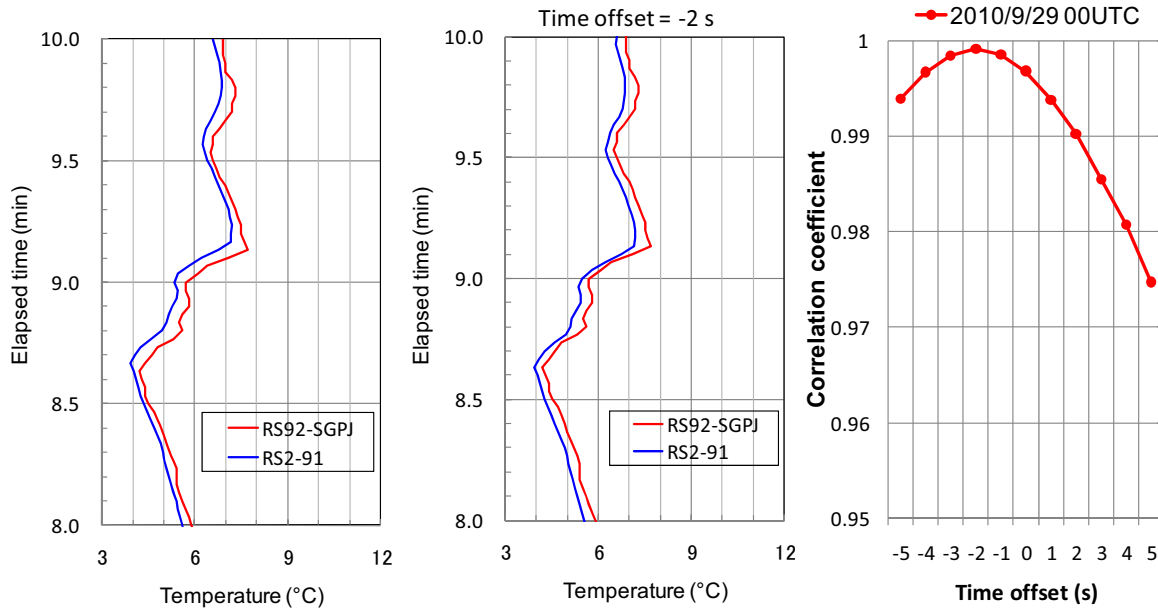 10.0
9.5
9.0
8.5
8.0
Elapsed time (min)
RS92-SGPJ
RS2-91
3 6 9 12
Temperature (°C)
Time offset = -2 s
10.0
9.5
9.0
8.5
8.0
Elapsed time (min)
RS92-SGPJ
RS2-91
3 6 9 12
Temperature (°C)
2010/9/29 00UTC
1
0.99
0.98
0.97
0.96
0.95
Correlation coefficient
-5 -4 -3 -2 -1 0 1 2 3 4 5
Time offset (s)